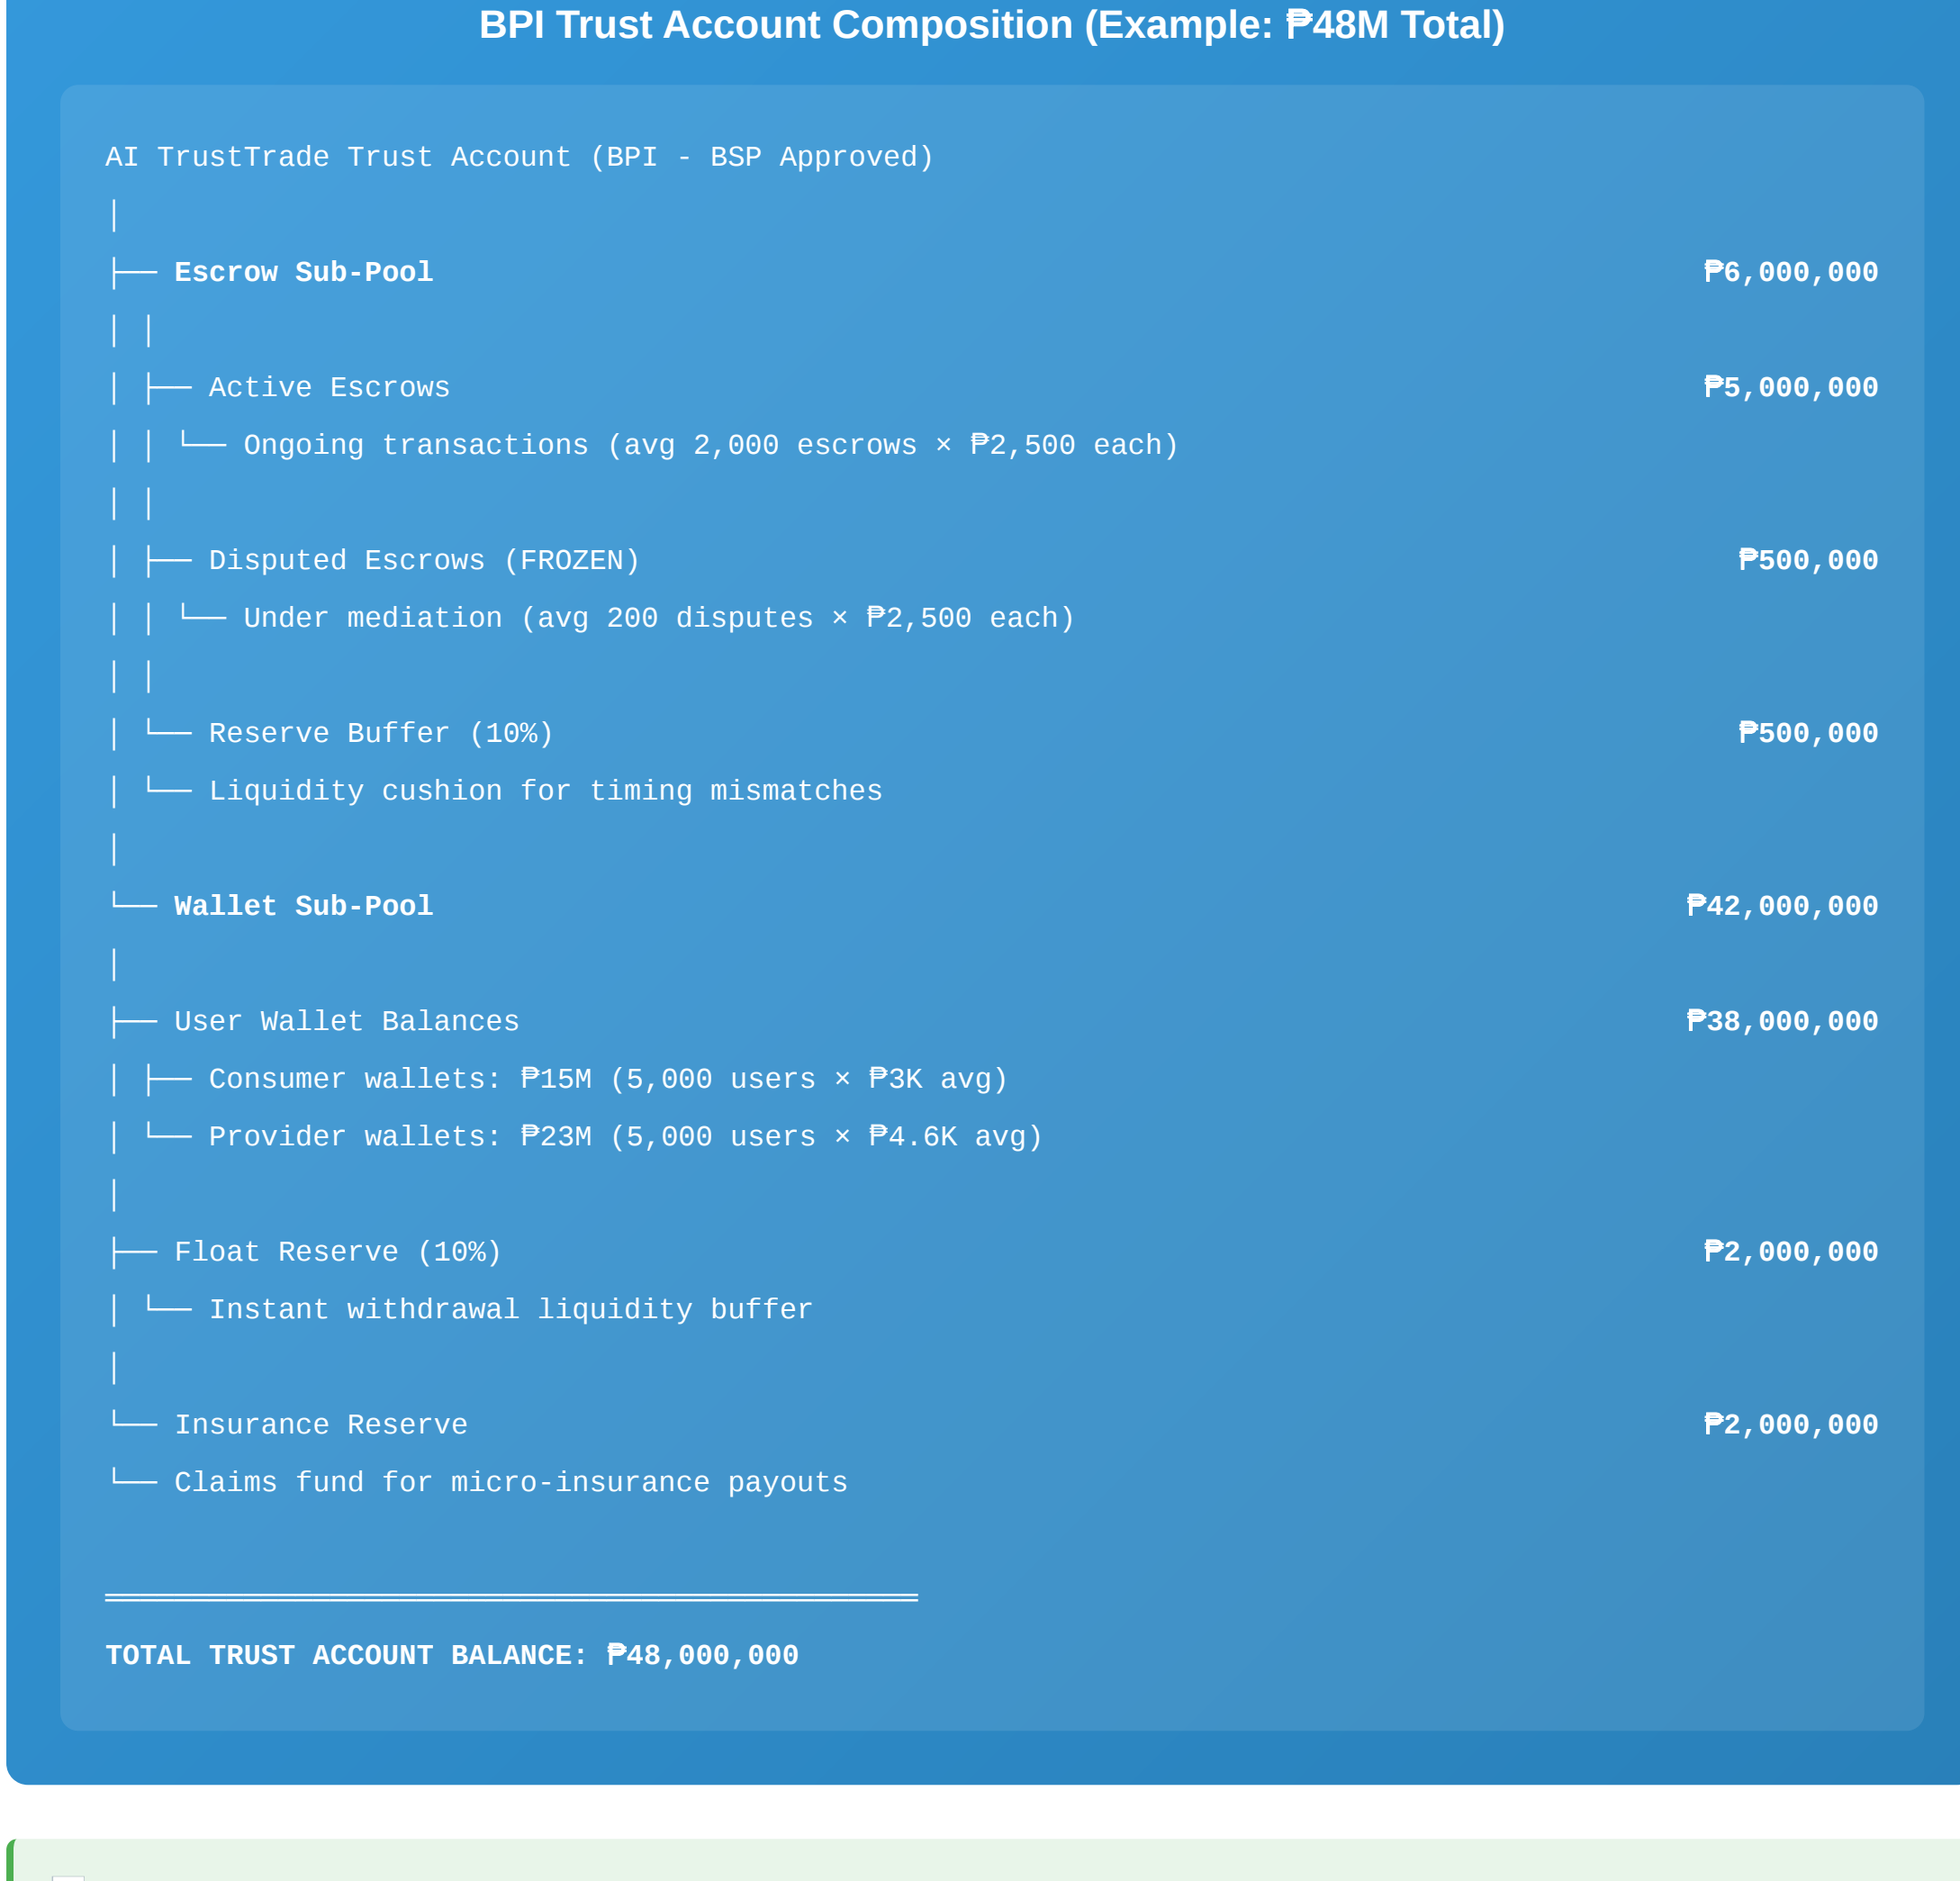 BPI Trust Account Composition (Example: ₱48M Total)
AI TrustTrade Trust Account (BPI - BSP Approved)
│
├── Escrow Sub-Pool ₱6,000,000
│ │
│ ├── Active Escrows ₱5,000,000
│ │ └── Ongoing transactions (avg 2,000 escrows × ₱2,500 each)
│ │
│ ├── Disputed Escrows (FROZEN) ₱500,000
│ │ └── Under mediation (avg 200 disputes × ₱2,500 each)
│ │
│ └── Reserve Buffer (10%) ₱500,000
│ └── Liquidity cushion for timing mismatches
│
└── Wallet Sub-Pool ₱42,000,000
│
├── User Wallet Balances ₱38,000,000
│ ├── Consumer wallets: ₱15M (5,000 users × ₱3K avg)
│ └── Provider wallets: ₱23M (5,000 users × ₱4.6K avg)
│
├── Float Reserve (10%) ₱2,000,000
│ └── Instant withdrawal liquidity buffer
│
└── Insurance Reserve ₱2,000,000
└── Claims fund for micro-insurance payouts
═══════════════════════════════════════════════
TOTAL TRUST ACCOUNT BALANCE: ₱48,000,000